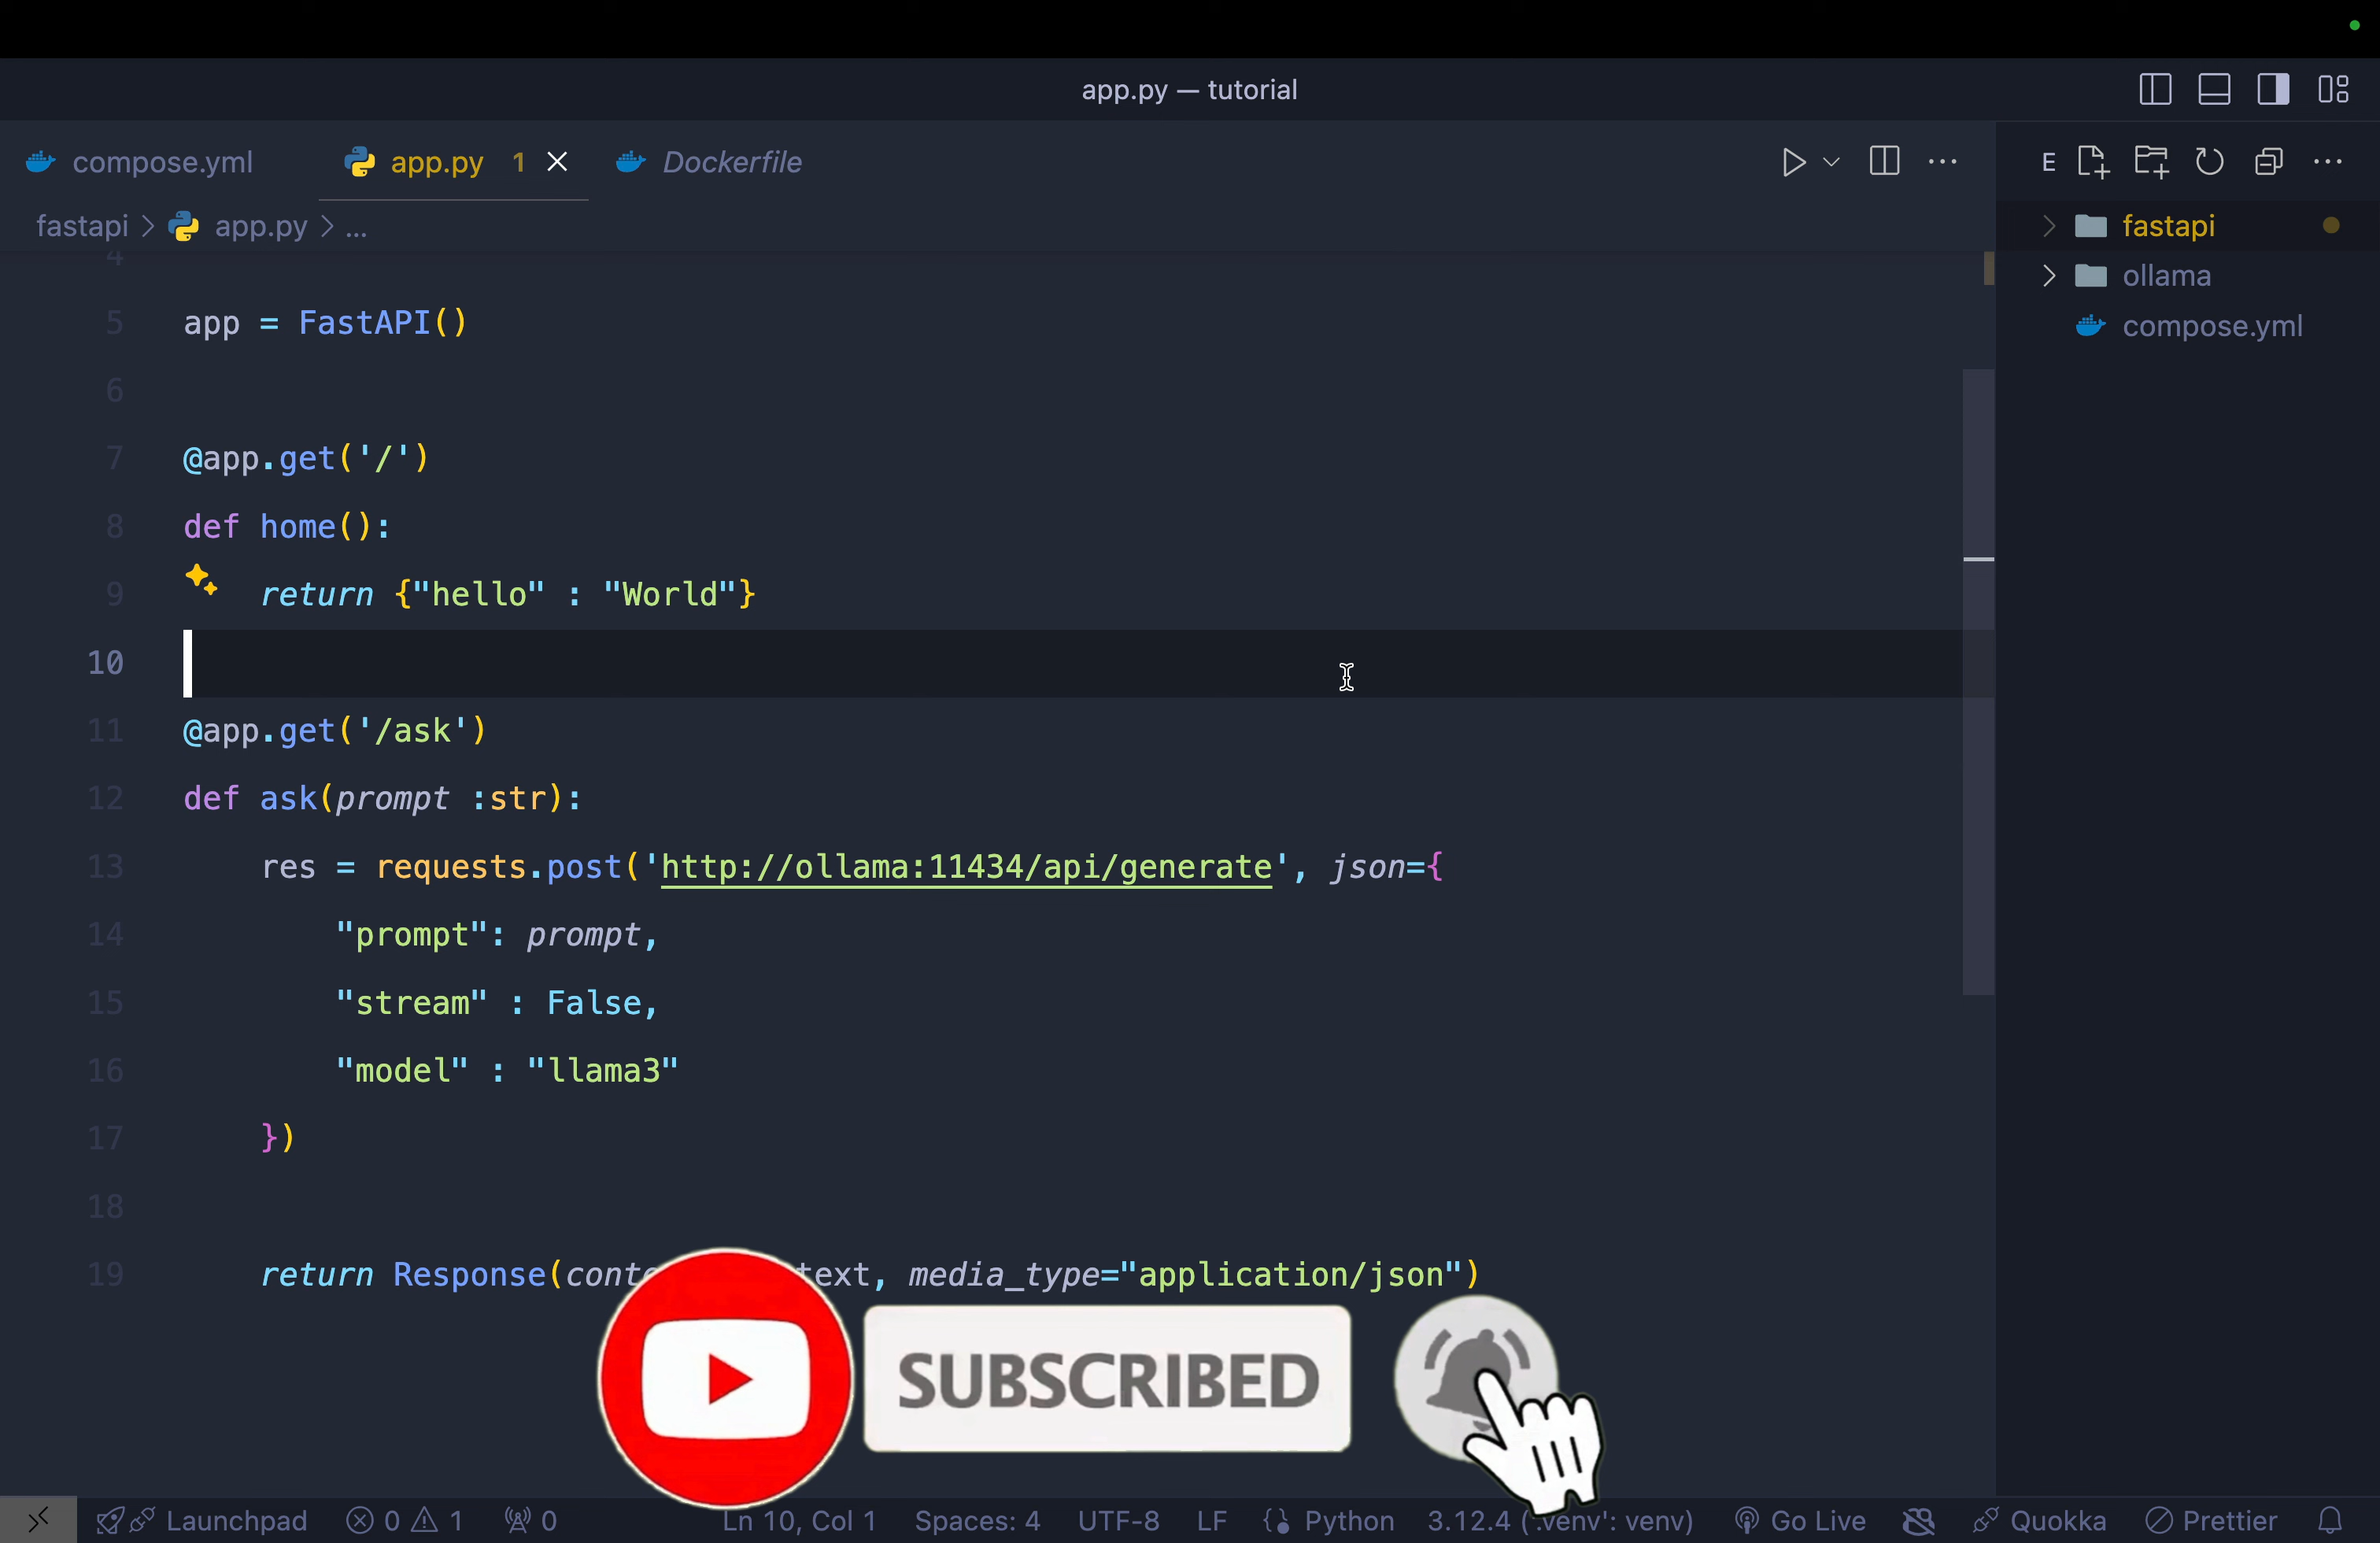 app.py — tutorial
compose.yml
app.py 1
Dockerfile
E
fastapi > app.py > ...
fastapi
ollama
compose.yml
4
5 app = FastAPI()
6
7 @app.get('/')
8 def home():
9 return {"hello" : "World"}
10
11 @app.get('/ask')
12 def ask(prompt :str):
13 res = requests.post('http://ollama:11434/api/generate', json={
14 "prompt": prompt,
15 "stream" : False,
16 "model" : "llama3"
17 })
18
19 return Response( media_type="application/json")
SUBSCRIBED
Launchpad 0 1 0 Ln 10, Col 1 Spaces: 4 UTF-8 LF Python 3.12.4 ('.venv': venv) Go Live Quokka Prettier